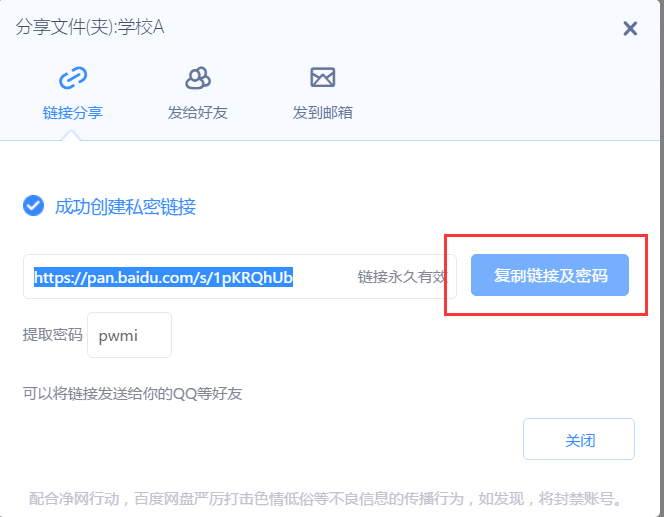 分享文件(夹):学校A
链接分享 发给好友 发到邮箱
成功创建私密链接
https://pan.baidu.com/s/1pKRQhUb 链接永久有效 复制链接及密码
提取密码 pwmi
可以将链接发送给你的QQ等好友
关闭
配合净网行动，百度网盘严厉打击色情低俗等不良信息的传播行为，如发现，将封禁账号。